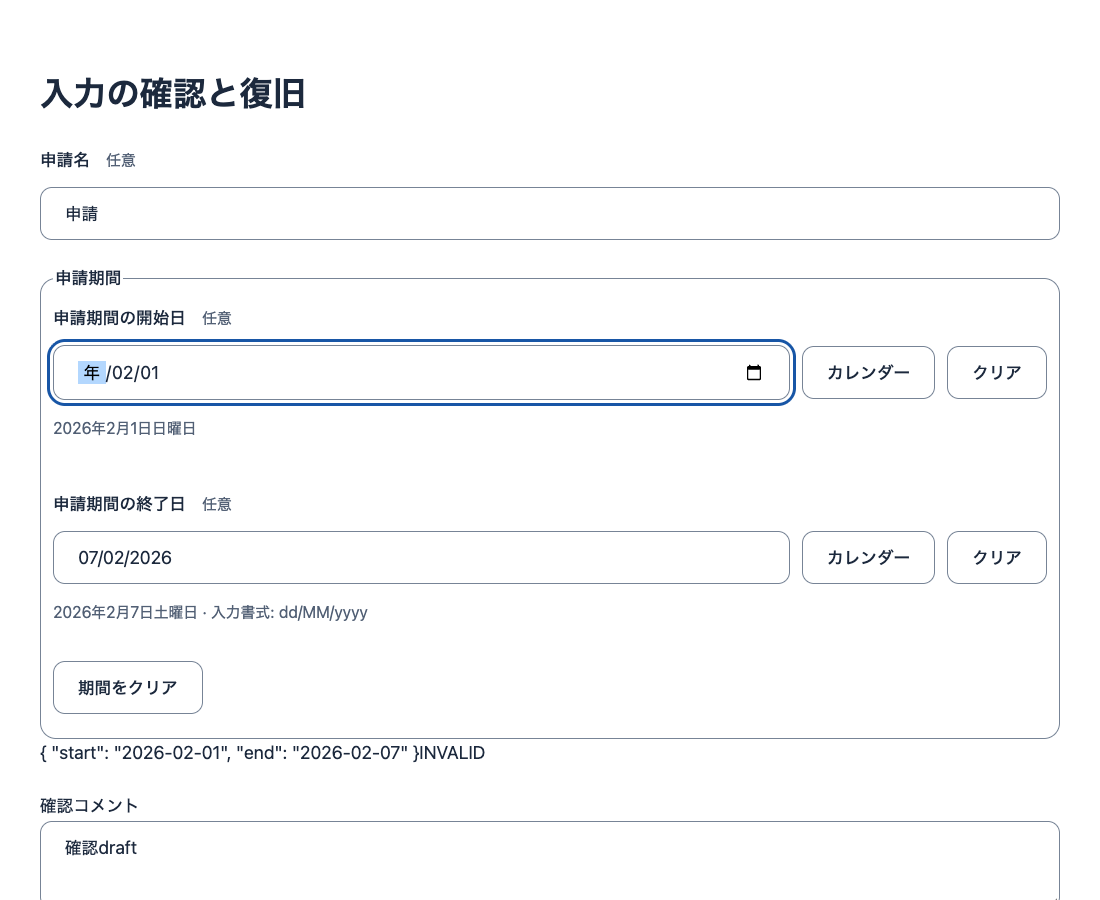 入力の確認と復旧
申請名 任意
申請
申請期間
申請期間の開始日 任意
年/02/01 カレンダー クリア
2026年2月1日日曜日
申請期間の終了日 任意
07/02/2026 カレンダー クリア
2026年2月7日土曜日 · 入力書式: dd/MM/yyyy
期間をクリア
{ "start": "2026-02-01", "end": "2026-02-07" }INVALID
確認コメント
確認draft